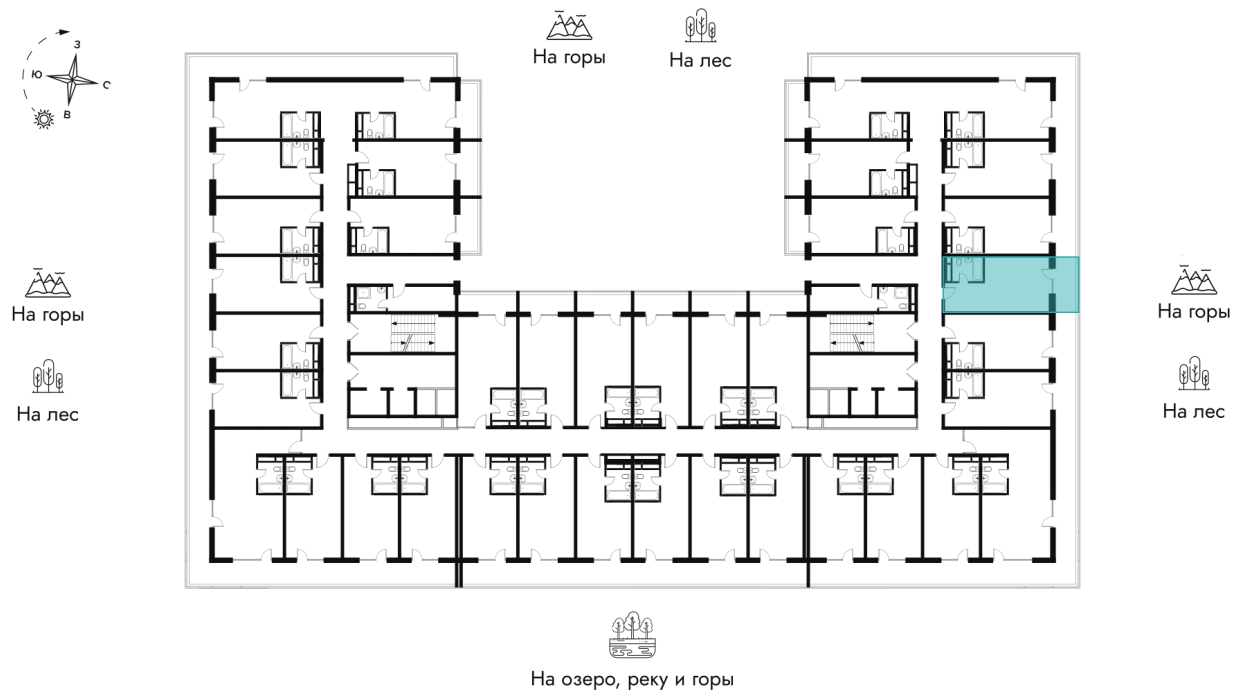 На горы
На лес
З
Ю
С
В
На горы
На лес
На горы
На лес
На озеро, реку и горы